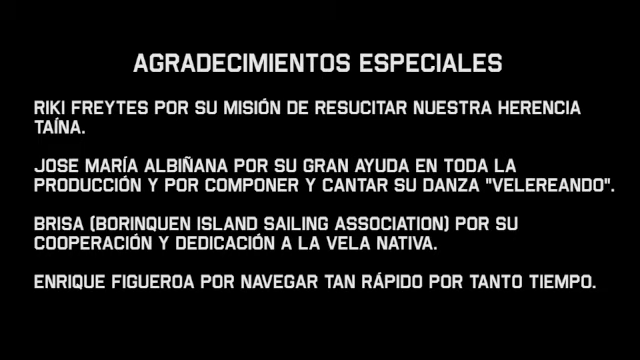 AGRADECIMIENTOS ESPECIALES
RIKI FREYTES POR SU MISIÓN DE RESUCITAR NUESTRA HERENCIA
TAÍNA.
JOSE MARÍA ALBIÑANA POR SU GRAN AYUDA EN TODA LA
PRODUCCIÓN Y POR COMPONER Y CANTAR SU DANZA "VELEREANDO".
BRISA (BORINQUEN ISLAND SAILING ASSOCIATION) POR SU
COOPERACIÓN Y DEDICACIÓN A LA VELA NATIVA.
ENRIQUE FIGUEROA POR NAVEGAR TAN RÁPIDO POR TANTO TIEMPO.